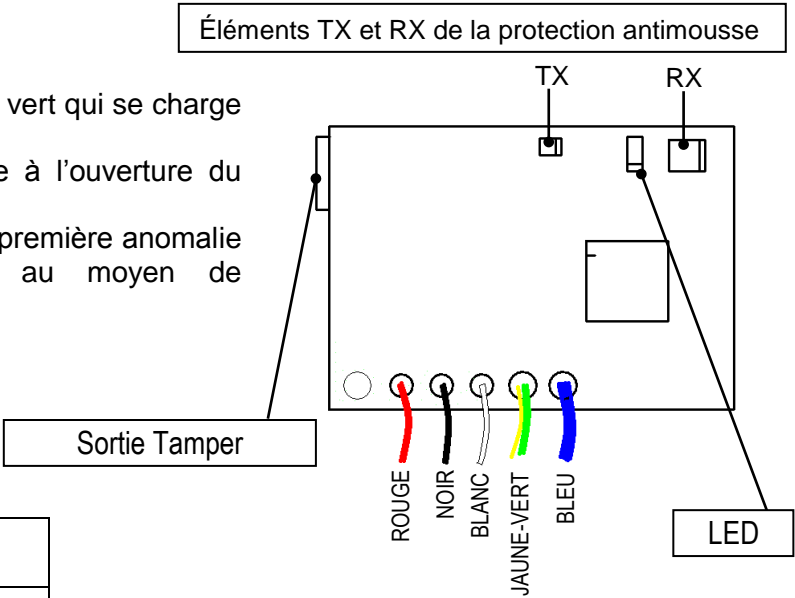 Éléments TX et RX de la protection antimousse
TX
RX
vert qui se charge
e à l'ouverture du
première anomalie
au moyen de
Sortie Tamper
ROUGE
NOIR
BLANC
JAUNE-VERT
BLEU
LED